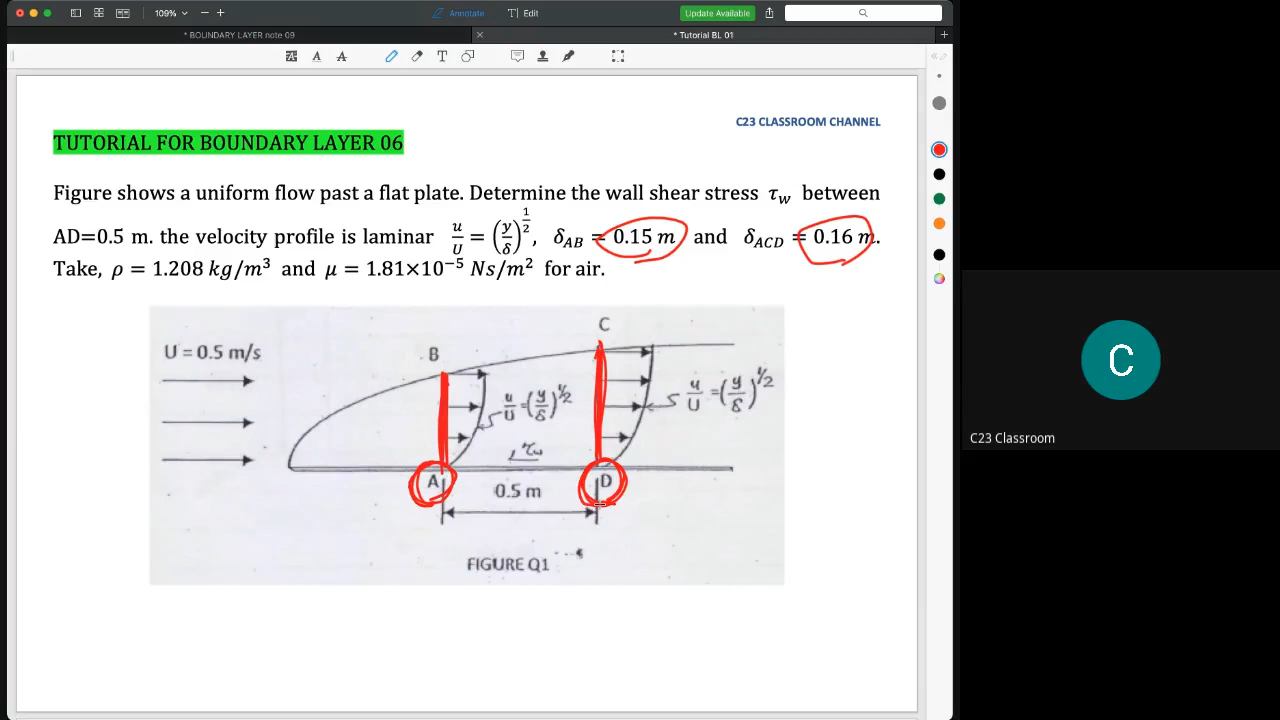 109%
Annotate
Edit
Update Available
* BOUNDARY LAYER note 09
* Tutorial BL 01
C23 CLASSROOM CHANNEL
TUTORIAL FOR BOUNDARY LAYER 06
Figure shows a uniform flow past a flat plate. Determine the wall shear stress τw between
AD=0.5 m. the velocity profile is laminar u/U = (y/δ)^1/2, δAB = 0.15 m and δACD = 0.16 m.
Take, ρ = 1.208 kg/m³ and μ = 1.81×10⁻⁵ Ns/m² for air.
C
U = 0.5 m/s
B
u/U = (y/δ)^1/2
u/U = (y/δ)^1/2
τw
A
D
0.5 m
FIGURE Q1
C
C23 Classroom